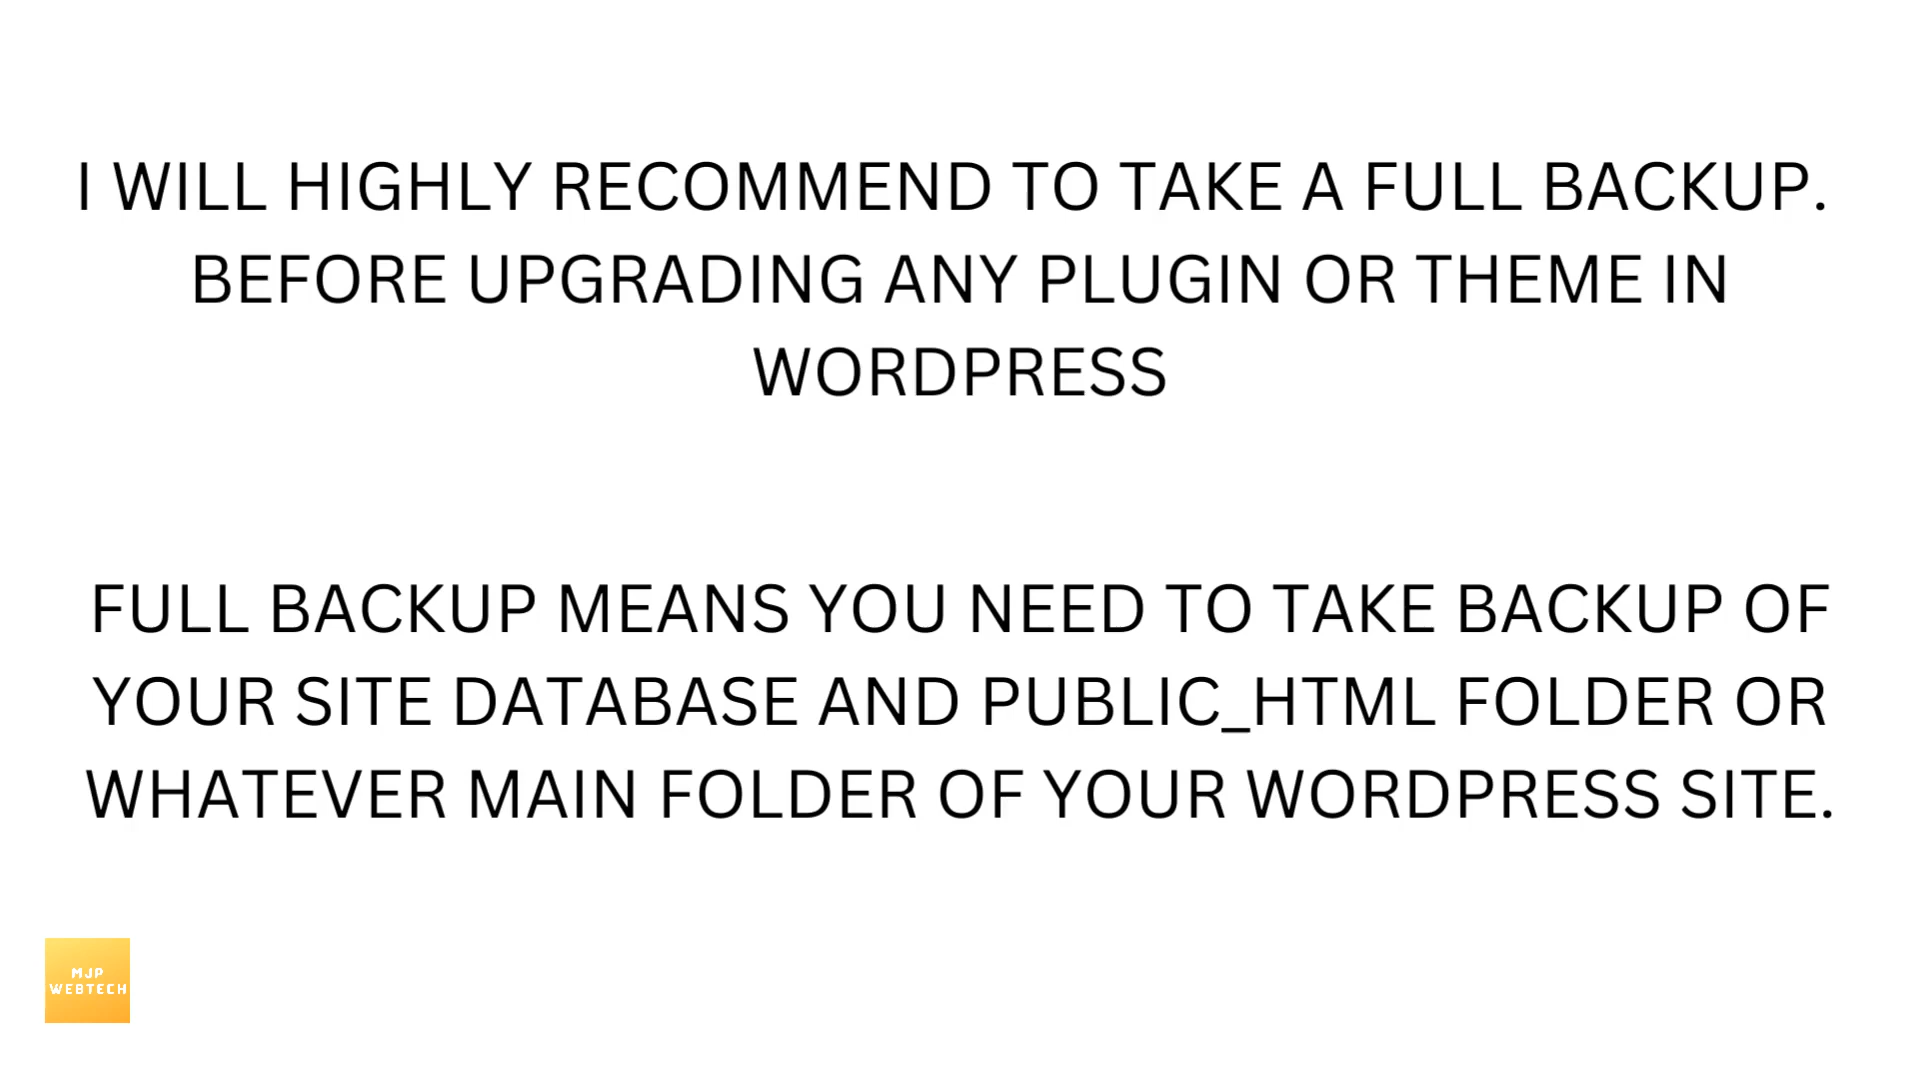 I WILL HIGHLY RECOMMEND TO TAKE A FULL BACKUP.
BEFORE UPGRADING ANY PLUGIN OR THEME IN
WORDPRESS
FULL BACKUP MEANS YOU NEED TO TAKE BACKUP OF
YOUR SITE DATABASE AND PUBLIC_HTML FOLDER OR
WHATEVER MAIN FOLDER OF YOUR WORDPRESS SITE.
MJP
WEBTECH